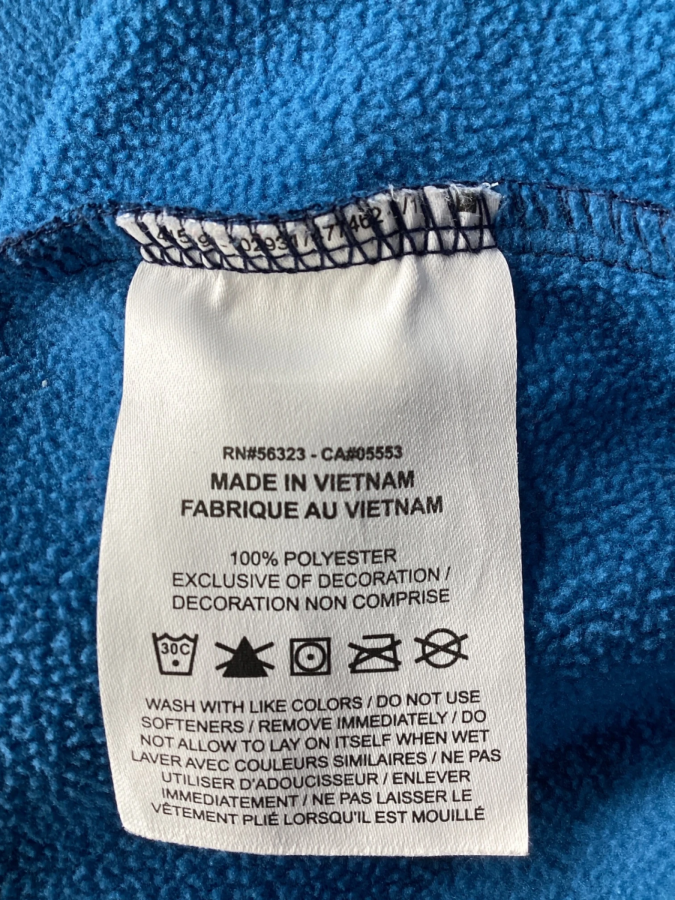 RN#56323 - CA#05553
MADE IN VIETNAM
FABRIQUE AU VIETNAM
100% POLYESTER
EXCLUSIVE OF DECORATION /
DECORATION NON COMPRISE
30C
WASH WITH LIKE COLORS / DO NOT USE
SOFTENERS / REMOVE IMMEDIATELY / DO
NOT ALLOW TO LAY ON ITSELF WHEN WET
LAVER AVEC COULEURS SIMILAIRES / NE PAS
UTILISER D'ADOUCISSEUR / ENLEVER
IMMEDIATEMENT / NE PAS LAISSER LE
VÊTEMENT PLIÉ LORSQU'IL EST MOUILLÉ